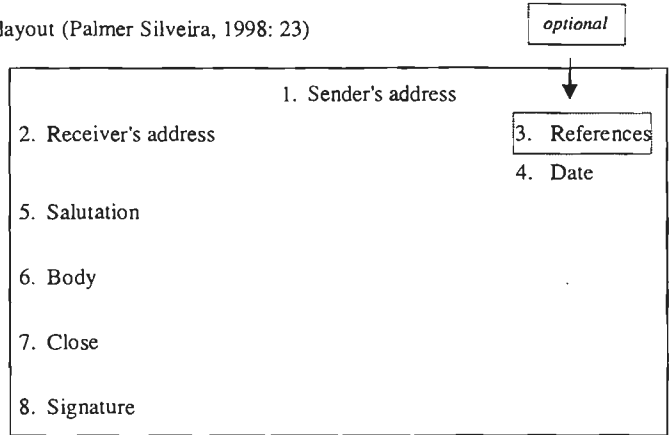 layout (Palmer Silveira, 1998: 23)
optional
1. Sender's address
2. Receiver's address
3. References
4. Date
5. Salutation
6. Body
7. Close
8. Signature